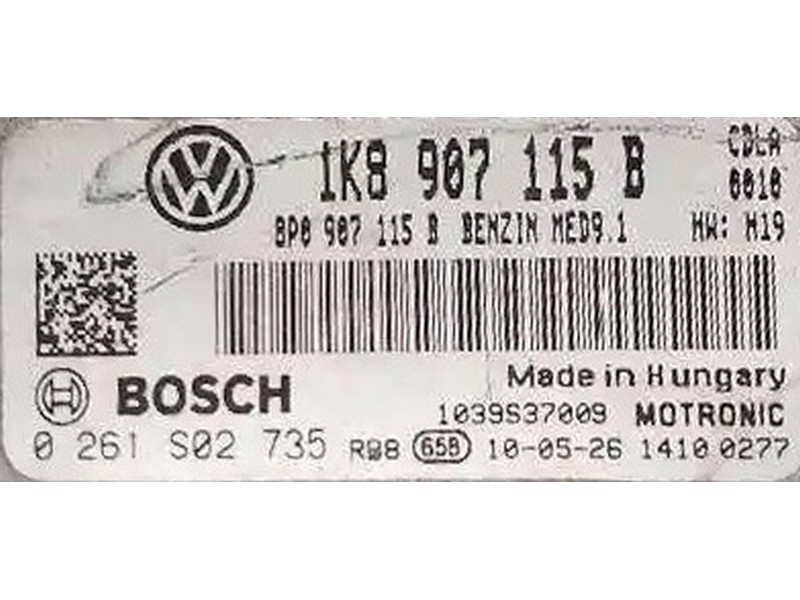 1K8 907 115 B CDLA
0010
8P0 907 115 B BENZIN MED9.1 HW: H19
BOSCH Made in Hungary
1039S37009 MOTRONIC
0 261 S02 735 658 10-05-26 1410 0277